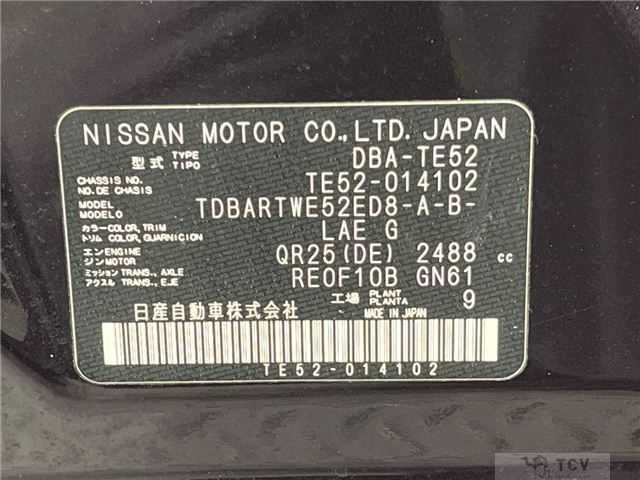 NISSAN MOTOR CO.,LTD. JAPAN
型式 TYPE TIPO DBA-TE52
CHASSIS NO. NO.DE CHASIS TE52-014102
MODEL MODELO TDBARTWE52ED8-A-B-
カラー COLOR, TRIM トリム COLOR, GUARNICION LAE G
エンジン ENGINE MOTOR QR25(DE) 2488 cc
ミッション TRANS., AXLE アクスル TRANS., EJE RE0F10B GN61
工場 PLANT PLANTA 9
日産自動車株式会社 MADE IN JAPAN
TE52-014102
TCV